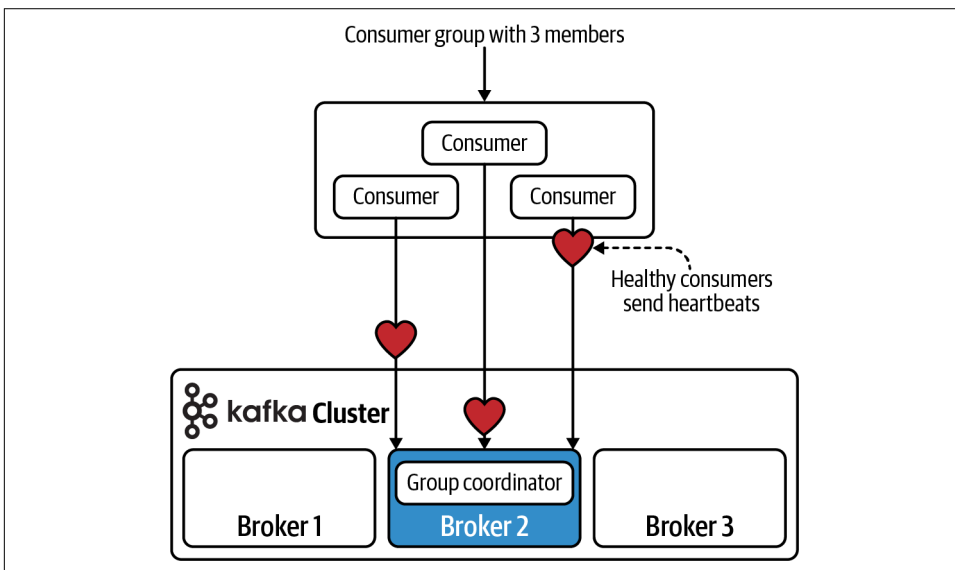 Consumer group with 3 members
Consumer
Consumer
Consumer
Healthy consumers
send heartbeats
kafka Cluster
Group coordinator
Broker 1
Broker 2
Broker 3